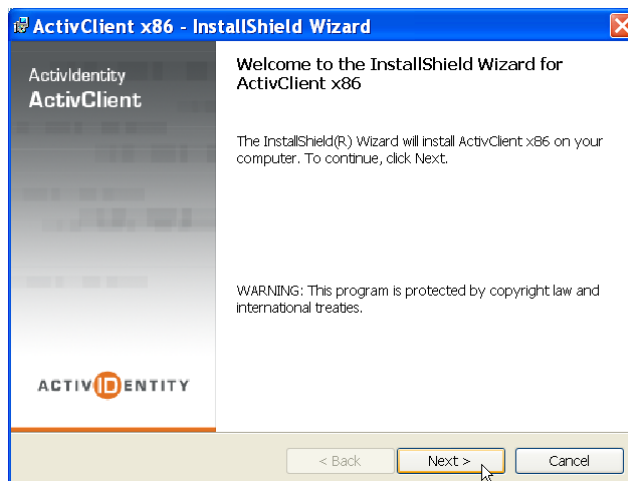 ActivClient x86 - InstallShield Wizard
ActivIdentity
ActivClient
Welcome to the InstallShield Wizard for
ActivClient x86
The InstallShield(R) Wizard will install ActivClient x86 on your
computer. To continue, click Next.
WARNING: This program is protected by copyright law and
international treaties.
ACTIVIDENTITY
< Back
Next >
Cancel